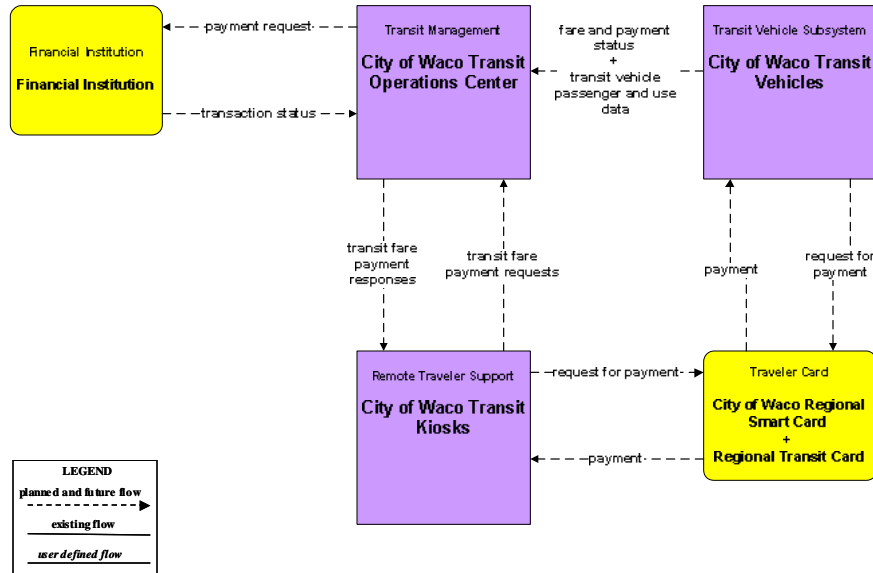 Financial Institution
Financial Institution
payment request
transaction status
Transit Management
City of Waco Transit
Operations Center
fare and payment
status
+
transit vehicle
passenger and use
data
Transit Vehicle Subsystem
City of Waco Transit
Vehicles
transit fare
payment
responses
transit fare
payment requests
payment
request for
payment
Remote Traveler Support
City of Waco Transit
Kiosks
request for payment
payment
Traveler Card
City of Waco Regional
Smart Card
+
Regional Transit Card
LEGEND
planned and future flow
existing flow
user defined flow